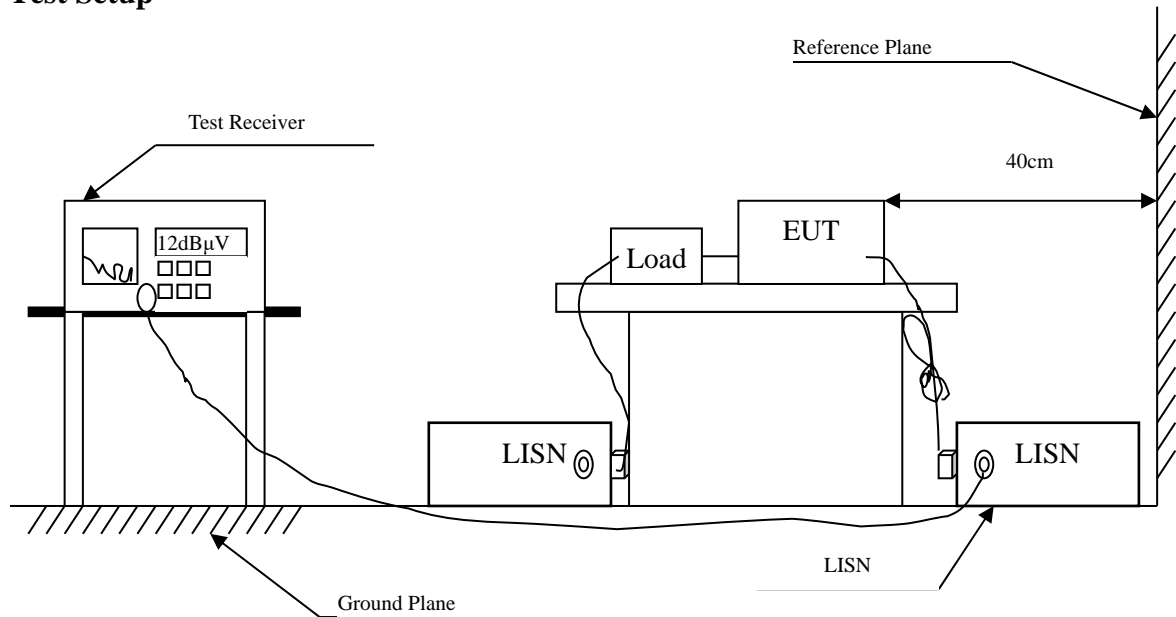 Test Setup
Reference Plane
Test Receiver
40cm
12dBμV
EUT
Load
LISN
LISN
LISN
Ground Plane